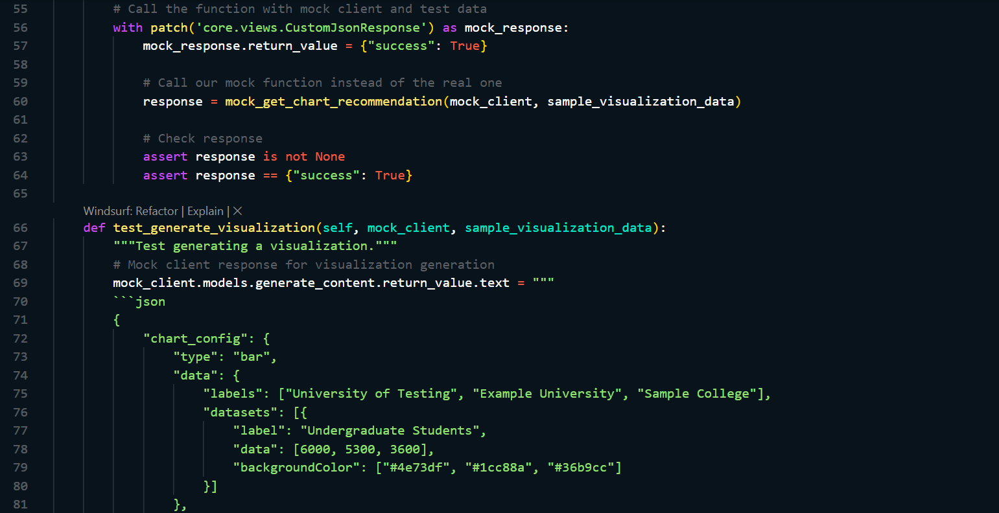 55 # Call the function with mock client and test data
56 with patch('core.views.CustomJsonResponse') as mock_response:
57 mock_response.return_value = {"success": True}
58
59 # Call our mock function instead of the real one
60 response = mock_get_chart_recommendation(mock_client, sample_visualization_data)
61
62 # Check response
63 assert response is not None
64 assert response == {"success": True}
65
Windsurf: Refactor | Explain | ×
66 def test_generate_visualization(self, mock_client, sample_visualization_data):
67 """Test generating a visualization."""
68 # Mock client response for visualization generation
69 mock_client.models.generate_content.return_value.text = """
70 ```json
71 {
72 "chart_config": {
73 "type": "bar",
74 "data": {
75 "labels": ["University of Testing", "Example University", "Sample College"],
76 "datasets": [{
77 "label": "Undergraduate Students",
78 "data": [6000, 5300, 3600],
79 "backgroundColor": ["#4e73df", "#1cc88a", "#36b9cc"]
80 }]
81 },